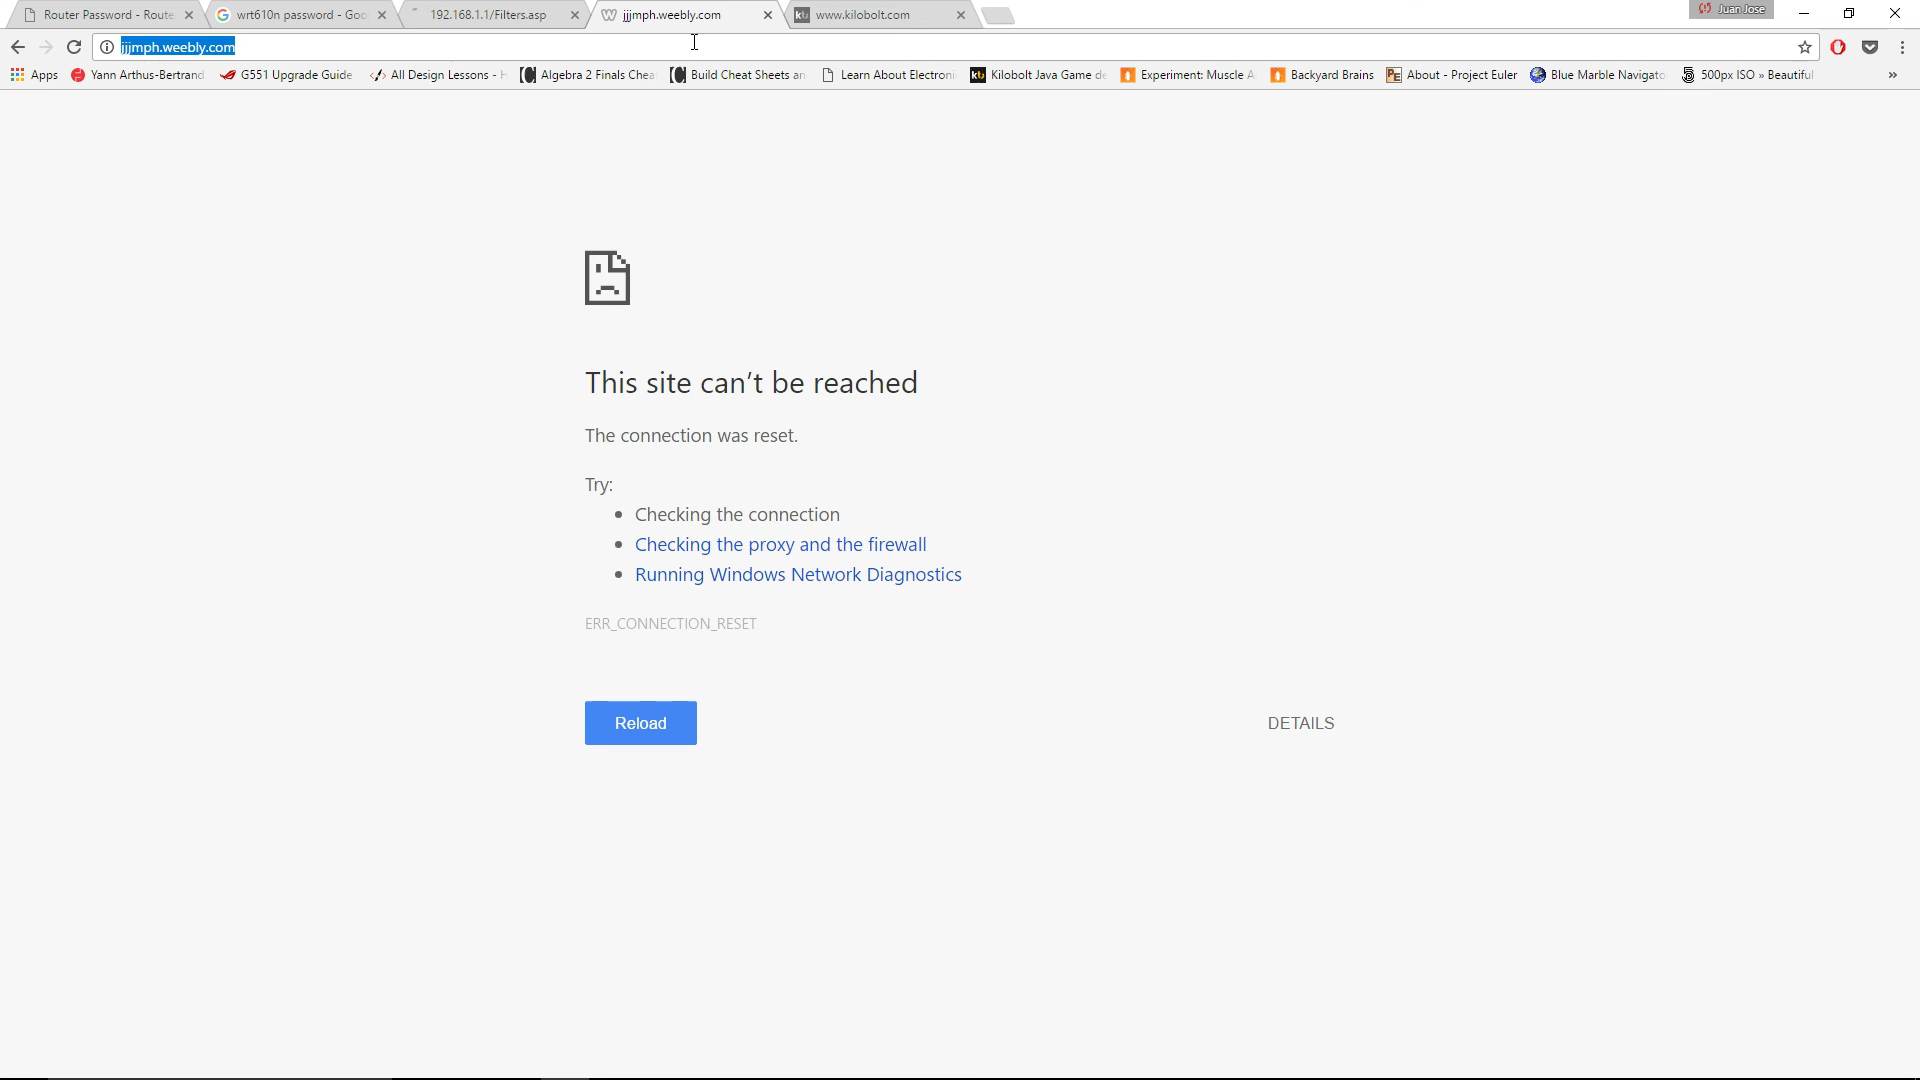 Router Password - Route
wrt610n password - Goo
192.168.1.1/Filters.asp
jjjmph.weebly.com
www.kilobolt.com
Juan Jose
jjjmph.weebly.com
Apps
Yann Arthus-Bertrand
G551 Upgrade Guide
All Design Lessons - H
Algebra 2 Finals Chea
Build Cheat Sheets an
Learn About Electroni
Kilobolt Java Game de
Experiment: Muscle A
Backyard Brains
About - Project Euler
Blue Marble Navigato
500px ISO » Beautiful
»
This site can't be reached
The connection was reset.
Try:
• Checking the connection
• Checking the proxy and the firewall
• Running Windows Network Diagnostics
ERR_CONNECTION_RESET
Reload
DETAILS